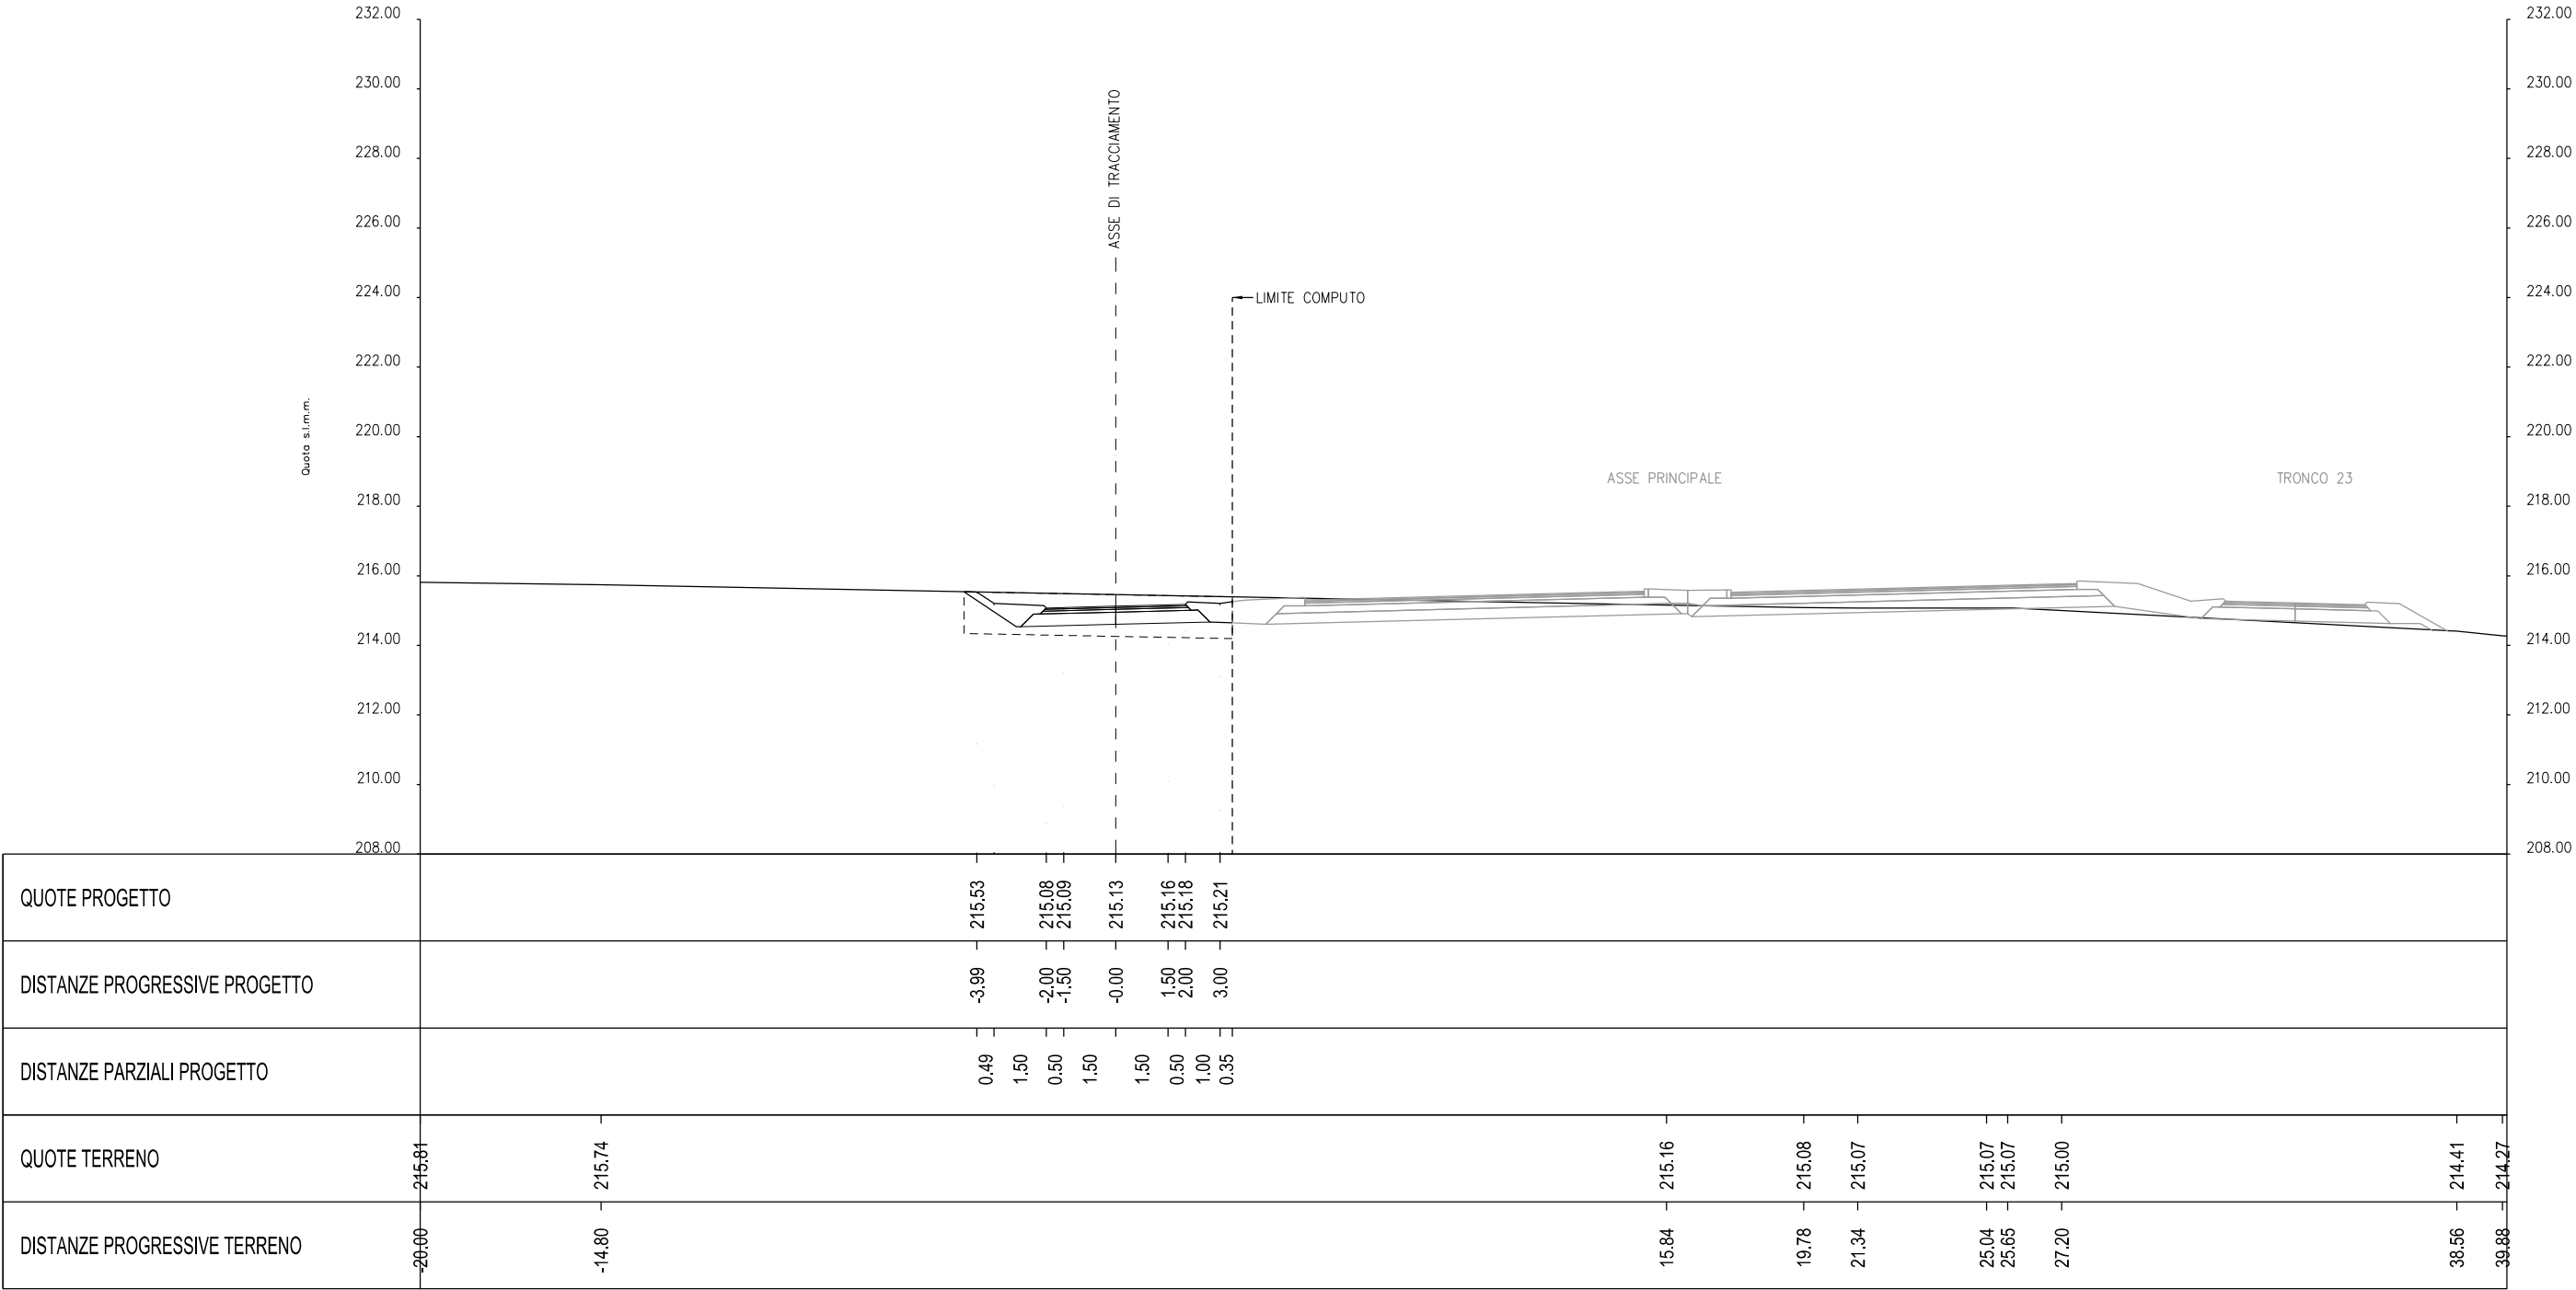 232.00 232.00
230.00 230.00
228.00 228.00
226.00 226.00
224.00 224.00
222.00 222.00
220.00 220.00
218.00 218.00
216.00 216.00
214.00 214.00
212.00 212.00
210.00 210.00
208.00 208.00
Quota s.l.m.m.
ASSE DI TRACCIAMENTO
LIMITE COMPUTO
ASSE PRINCIPALE
TRONCO 23
QUOTE PROGETTO 215.53 215.08 215.09 215.13 215.16 215.18 215.21
DISTANZE PROGRESSIVE PROGETTO -3.99 -2.00 -1.50 -0.00 1.50 2.00 3.00
DISTANZE PARZIALI PROGETTO 0.49 1.50 0.50 1.50 1.50 0.50 1.00 0.35
QUOTE TERRENO 215.81 215.74 215.16 215.08 215.07 215.07 215.07 215.00 214.41 214.27
DISTANZE PROGRESSIVE TERRENO -20.00 -14.80 15.84 19.78 21.34 25.04 25.65 27.20 38.56 39.88